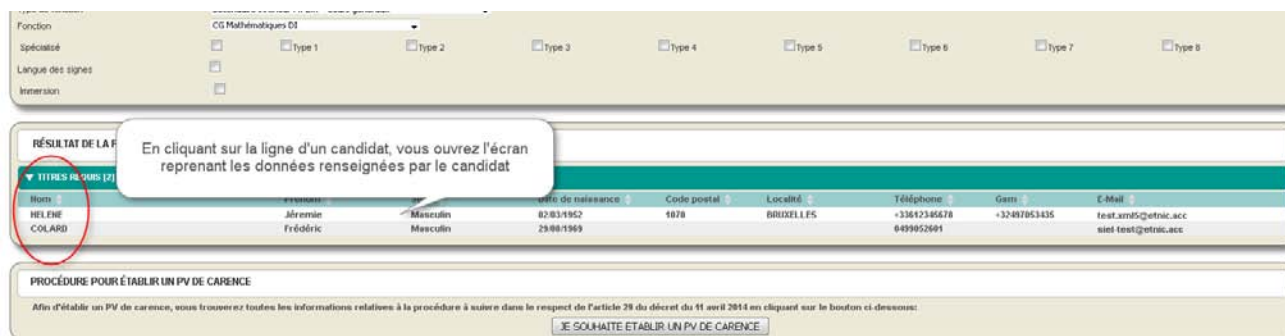 Fonction CG Mathématiques DI
Spécialisé Type 1 Type 2 Type 3 Type 4 Type 5 Type 6 Type 7 Type 8
Langue des signes
Immersion
RÉSULTAT DE LA
En cliquant sur la ligne d'un candidat, vous ouvrez l'écran
reprenant les données renseignées par le candidat
TITRES REQUIS [2]
Nom Prénom Date de naissance Code postal Localité Téléphone Gsm E-Mail
HELENE Jéremie Masculin 02/03/1952 1070 BRUXELLES +33612345678 +32497053435 test.xml5@etnic.acc
COLARD Frédéric Masculin 29/08/1969 0499052601 siel-test@etnic.acc
PROCÉDURE POUR ÉTABLIR UN PV DE CARENCE
Afin d'établir un PV de carence, vous trouverez toutes les informations relatives à la procédure à suivre dans le respect de l'article 29 du décret du 11 avril 2014 en cliquant sur le bouton ci-dessous:
JE SOUHAITE ETABLIR UN PV DE CARENCE